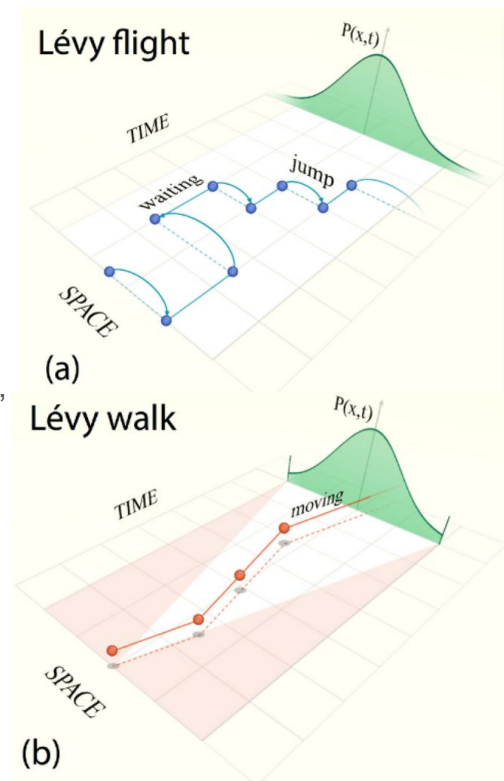 Lévy flight
P(x,t)
TIME
waiting
jump
SPACE
(a)
,
Lévy walk
P(x,t)
TIME
moving
SPACE
(b)